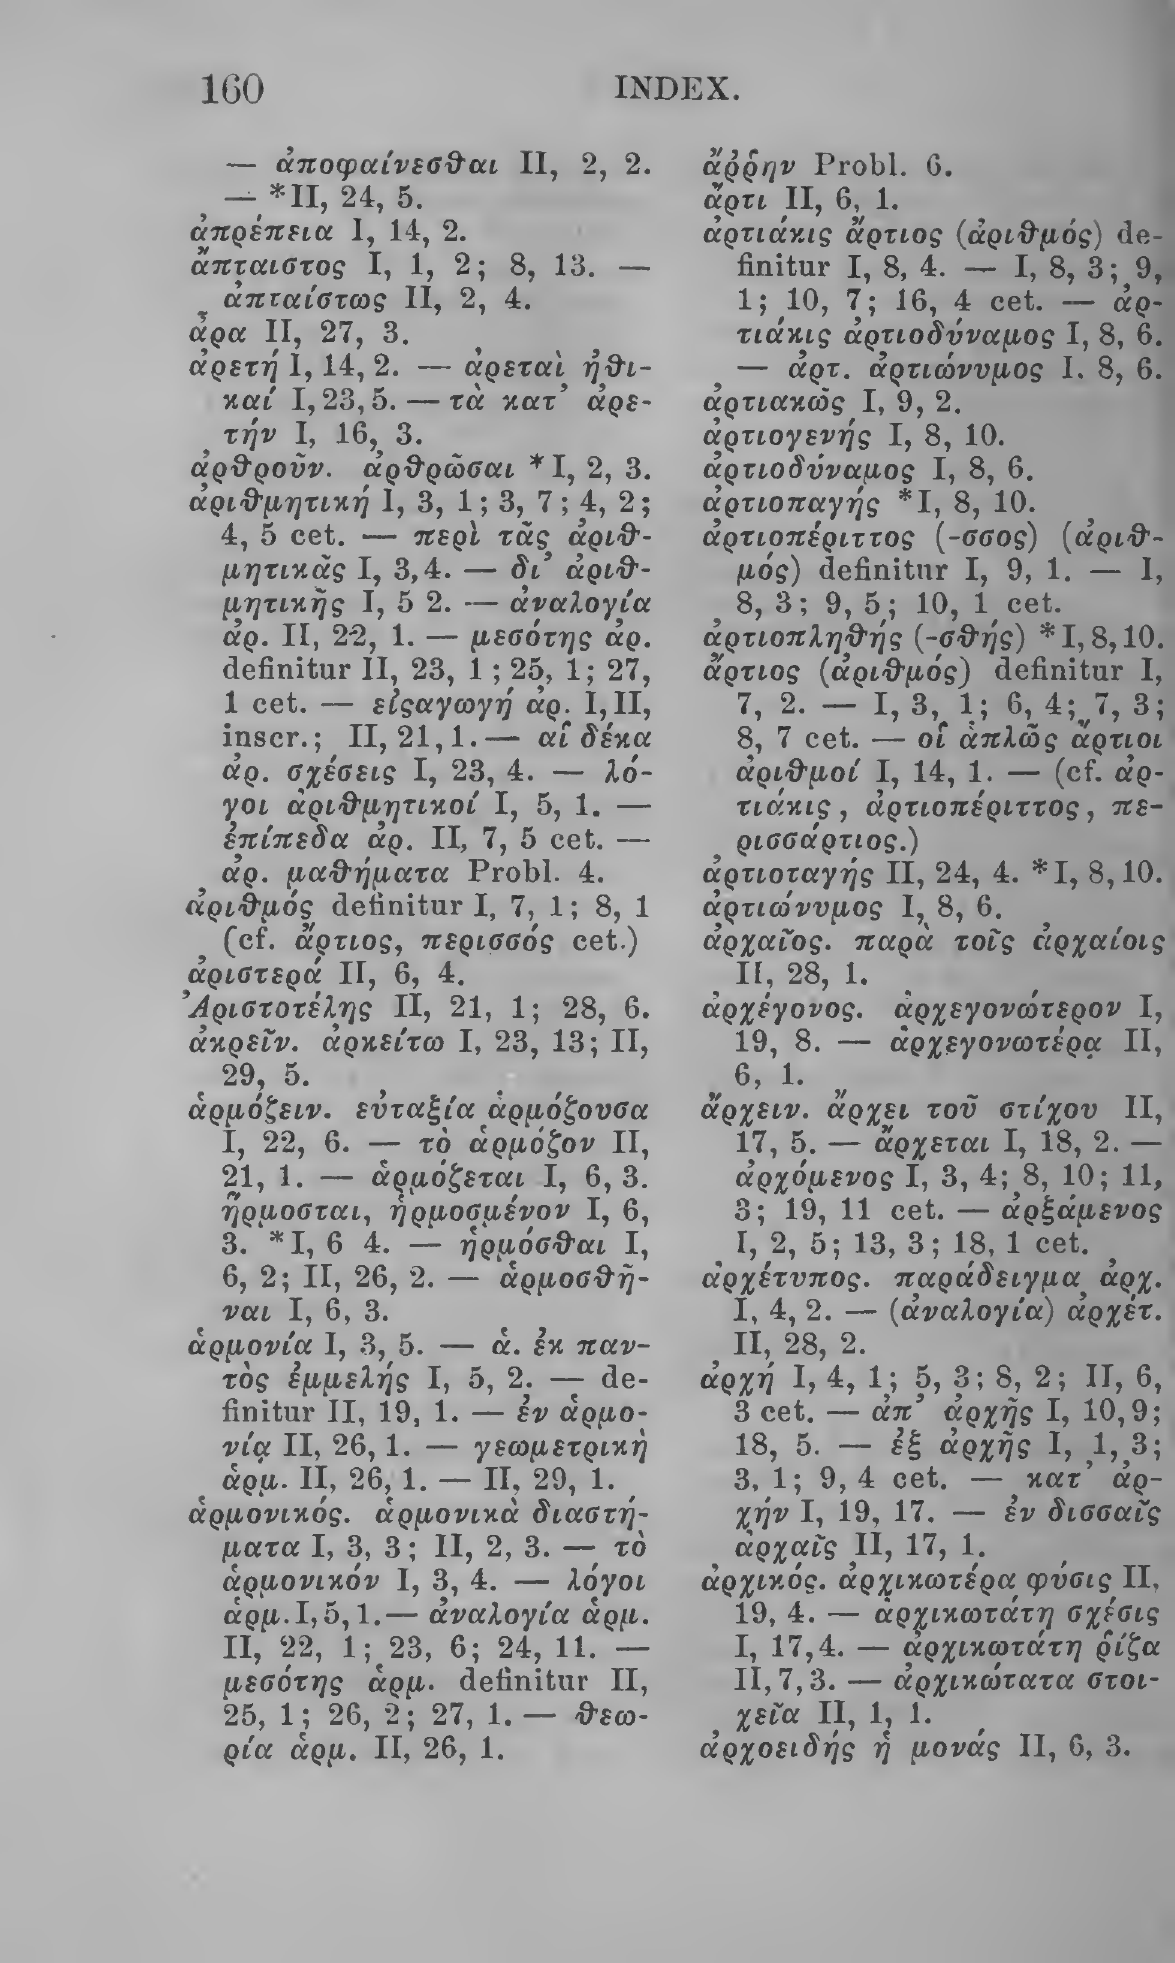 160
INDEX.
— ἀποφαίνεσθαι II, 2, 2.
— *II, 24, 5.
ἀπρέπεια I, 14, 2.
ἄπταιστος I, 1, 2; 8, 13. —
ἀπταίστως II, 2, 4.
ἆρα II, 27, 3.
ἀρετή I, 14, 2. — ἀρεταὶ ἠθι-
καί I, 23, 5. — τὰ κατ’ ἀρε-
τήν I, 16, 3.
ἀρθροῦν. ἀρθρῶσαι *I, 2, 3.
ἀριθμητική I, 3, 1; 3, 7; 4, 2;
4, 5 cet. — περὶ τᾶς ἀριθ-
μητικᾶς I, 3, 4. — δι’ ἀριθ-
μητικῆς I, 5 2. — ἀναλογία
ἀρ. II, 22, 1. — μεσότης ἀρ.
definitur II, 23, 1; 25, 1; 27,
1 cet. — εἰςαγωγή ἀρ. I, II,
inscr.; II, 21, 1. — αἵ δέκα
ἀρ. σχέσεις I, 23, 4. — λό-
γοι ἀριθμητικοί I, 5, 1. —
ἐπίπεδα ἀρ. II, 7, 5 cet. —
ἀρ. μαθήματα Probl. 4.
ἀριθμός definitur I, 7, 1; 8, 1
(cf. ἄρτιος, περισσός cet.)
ἀριστερά II, 6, 4.
Ἀριστοτέλης II, 21, 1; 28, 6.
ἀκρεῖν. ἀρκείτω I, 23, 13; II,
29, 5.
ἁρμόζειν. εὐταξία ἁρμόζουσα
I, 22, 6. — τὸ ἁρμόζον II,
21, 1. — ἁρμόζεται I, 6, 3.
ἥρμοσται, ἡρμοσμένον I, 6,
3. *I, 6 4. — ἡρμόσθαι I,
6, 2; II, 26, 2. — ἁρμοσθῆ-
ναι I, 6, 3.
ἁρμονία I, 3, 5. — ἁ. ἐκ παν-
τὸς ἐμμελής I, 5, 2. — de-
finitur II, 19, 1. — ἐν ἁρμο-
νίᾳ II, 26, 1. — γεωμετρικὴ
ἁρμ. II, 26, 1. — II, 29, 1.
ἁρμονικός. ἁρμονικὰ διαστή-
ματα I, 3, 3; II, 2, 3. — τὸ
ἁρμονικόν I, 3, 4. — λόγοι
ἁρμ. I, 5, 1. — ἀναλογία ἁρμ.
II, 22, 1; 23, 6; 24, 11. —
μεσότης ἁρμ. definitur II,
25, 1; 26, 2; 27, 1. — θεω-
ρία ἁρμ. II, 26, 1.
ἄῤῥην Probl. 6.
ἄρτι II, 6, 1.
ἀρτιάκις ἄρτιος (ἀριθμός) de-
finitur I, 8, 4. — I, 8, 3; 9,
1; 10, 7; 16, 4 cet. — ἀρ-
τιάκις ἀρτιοδύναμος I, 8, 6.
— ἀρτ. ἀρτιώνυμος I. 8, 6.
ἀρτιακῶς I, 9, 2.
ἀρτιογενής I, 8, 10.
ἀρτιοδύναμος I, 8, 6.
ἀρτιοπαγής *I, 8, 10.
ἀρτιοπέριττος (-σσος) (ἀριθ-
μός) definitur I, 9, 1. — I,
8, 3; 9, 5; 10, 1 cet.
ἀρτιοπληθής (-σθής) *I, 8, 10.
ἄρτιος (ἀριθμός) definitur I,
7, 2. — I, 3, 1; 6, 4; 7, 3;
8, 7 cet. — οἵ ἁπλῶς ἄρτιοι
ἀριθμοί I, 14, 1. — (cf. ἀρ-
τιάκις, ἀρτιοπέριττος, πε-
ρισσάρτιος.)
ἀρτιοταγής II, 24, 4. *I, 8, 10.
ἀρτιώνυμος I, 8, 6.
ἀρχαῖος. παρὰ τοῖς ἀρχαίοις
II, 28, 1.
ἀρχέγονος. ἀρχεγονώτερον I,
19, 8. — ἀρχεγονωτέρᾳ II,
6, 1.
ἄρχειν. ἄρχει τοῦ στίχου II,
17, 5. — ἄρχεται I, 18, 2. —
ἀρχόμενος I, 3, 4; 8, 10; 11,
3; 19, 11 cet. — ἀρξάμενος
I, 2, 5; 13, 3; 18, 1 cet.
ἀρχέτυπος. παράδειγμα ἀρχ.
I, 4, 2. — (ἀναλογία) ἀρχέτ.
II, 28, 2.
ἀρχή I, 4, 1; 5, 3; 8, 2; II, 6,
3 cet. — ἀπ’ ἀρχῆς I, 10, 9;
18, 5. — ἐξ ἀρχῆς I, 1, 3;
3, 1; 9, 4 cet. — κατ’ ἀρ-
χήν I, 19, 17. — ἐν δισσαῖς
ἀρχαῖς II, 17, 1.
ἀρχικός. ἀρχικωτέρα φύσις II,
19, 4. — ἀρχικωτάτη σχέσις
I, 17, 4. — ἀρχικωτάτη ῥίζα
II, 7, 3. — ἀρχικώτατα στοι-
χεῖα II, 1, 1.
ἀρχοειδής ἡ μονάς II, 6, 3.